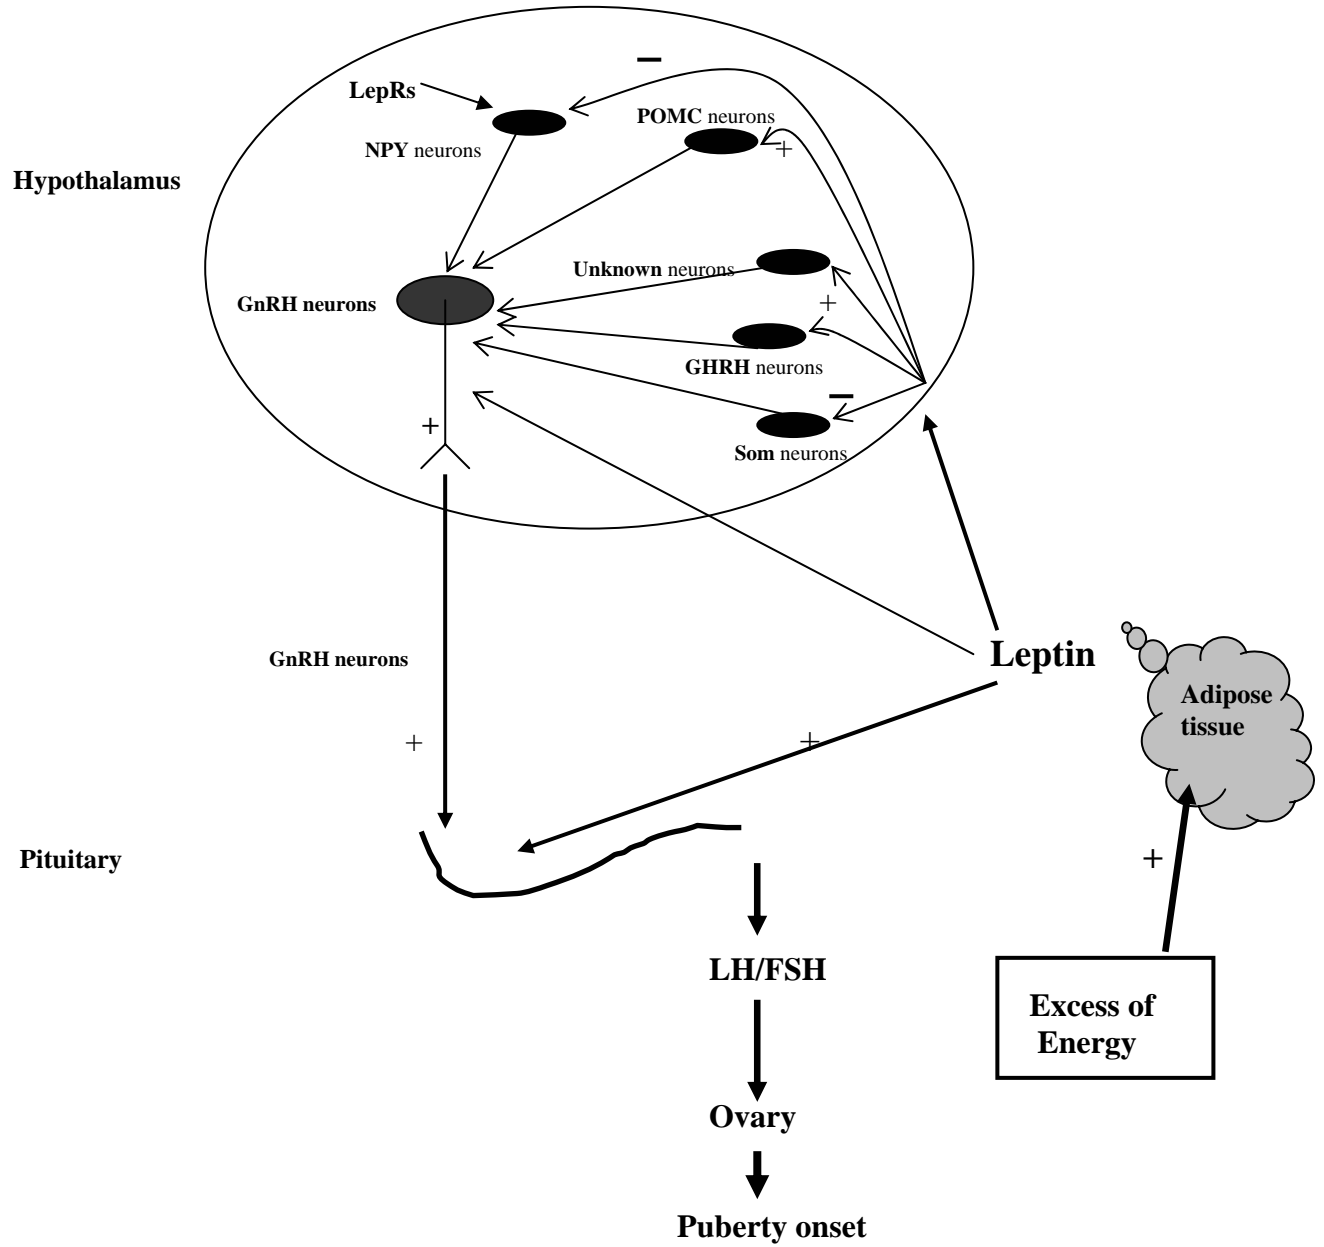 −
LepRs
POMC neurons
+
NPY neurons
Hypothalamus
Unknown neurons
GnRH neurons
+
GHRH neurons
−
+
Som neurons
Leptin
GnRH neurons
Adipose
tissue
+
+
Pituitary
+
LH/FSH
Excess of
Energy
Ovary
Puberty onset